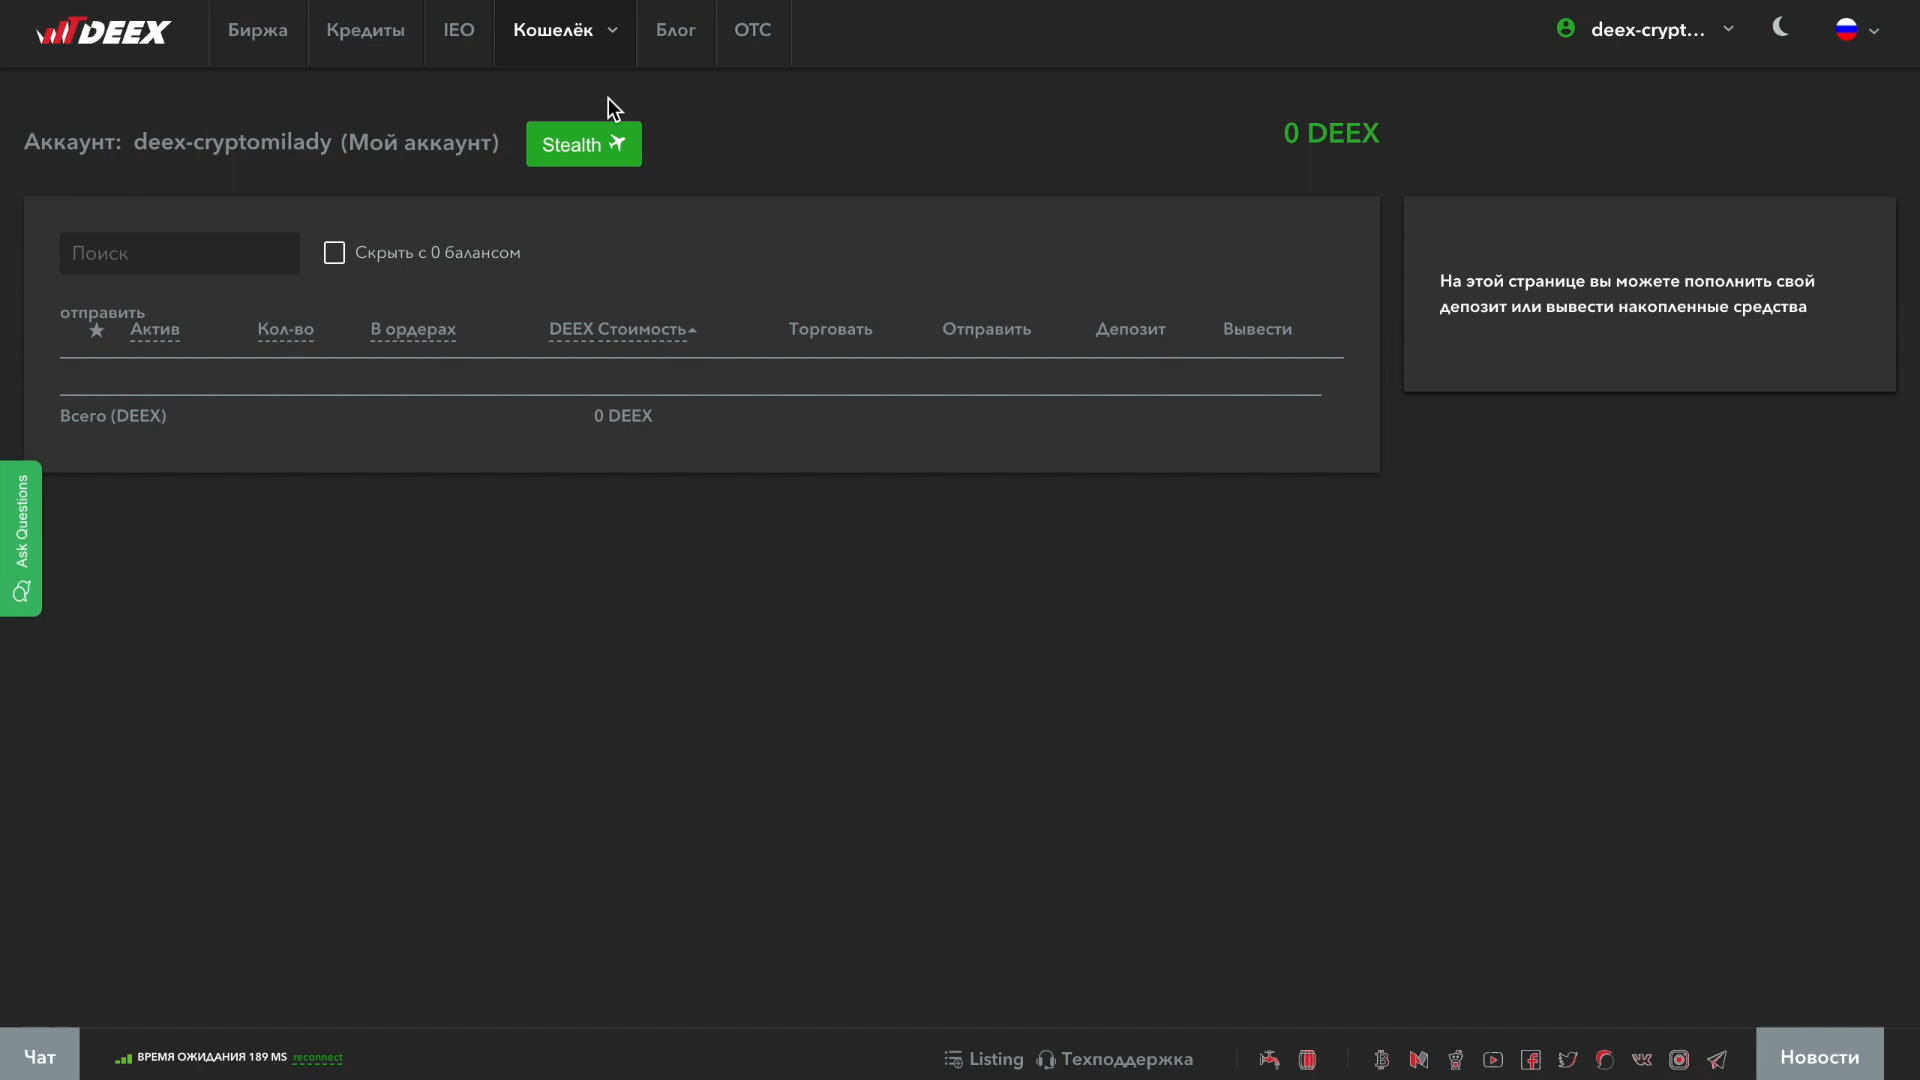 DEEX
Биржа
Кредиты
IEO
Кошелёк
Блог
OTC
deex-crypt...
Аккаунт: deex-cryptomilady (Мой аккаунт)
Stealth
0 DEEX
Поиск
Скрыть с 0 балансом
На этой странице вы можете пополнить свой
депозит или вывести накопленные средства
отправить
Актив
Кол-во
В ордерах
DEEX Стоимость
Торговать
Отправить
Депозит
Вывести
Всего (DEEX)
0 DEEX
Ask Questions
Чат
ВРЕМЯ ОЖИДАНИЯ 189 MS reconnect
Listing
Техподдержка
Новости